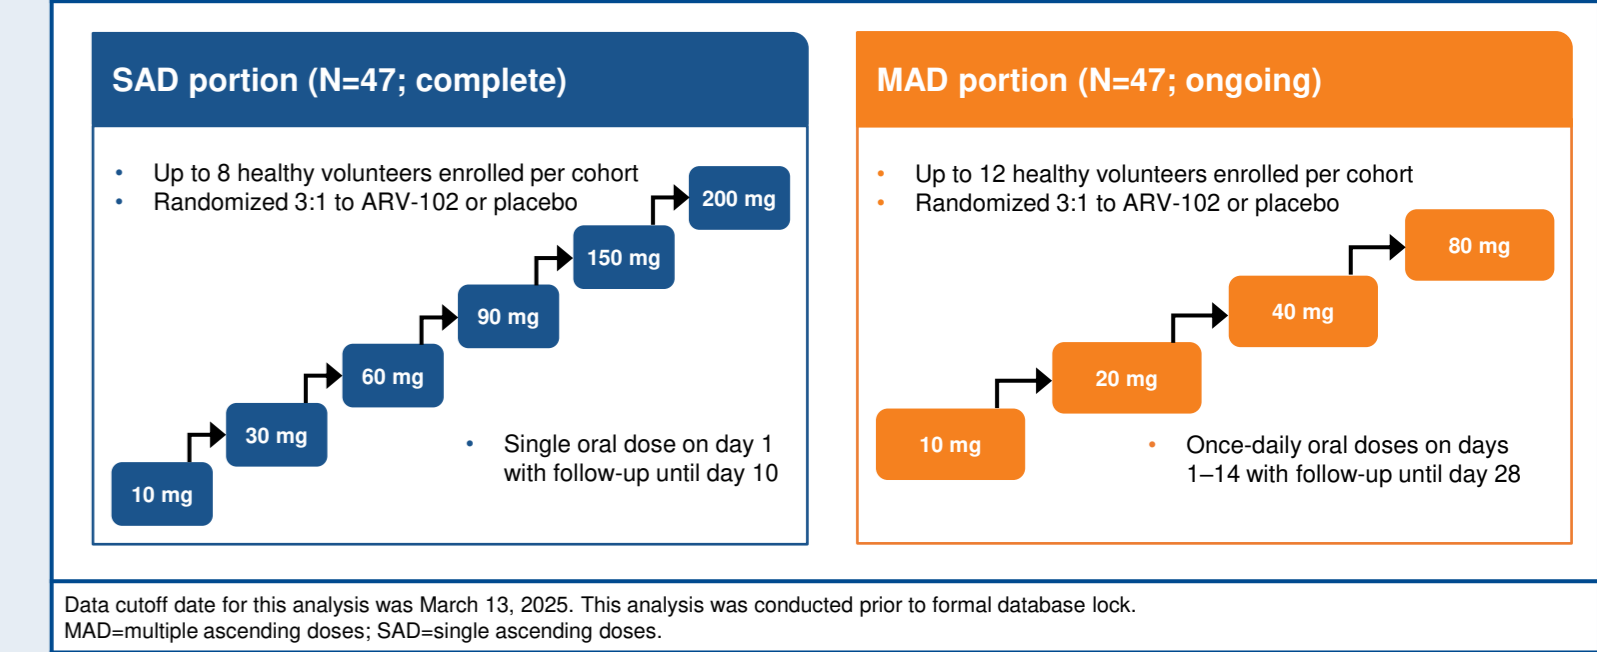 SAD portion (N=47; complete)
• Up to 8 healthy volunteers enrolled per cohort
• Randomized 3:1 to ARV-102 or placebo
200 mg
150 mg
90 mg
60 mg
30 mg
10 mg
• Single oral dose on day 1
with follow-up until day 10
MAD portion (N=47; ongoing)
• Up to 12 healthy volunteers enrolled per cohort
• Randomized 3:1 to ARV-102 or placebo
80 mg
40 mg
20 mg
10 mg
• Once-daily oral doses on days
1–14 with follow-up until day 28
Data cutoff date for this analysis was March 13, 2025. This analysis was conducted prior to formal database lock.
MAD=multiple ascending doses; SAD=single ascending doses.